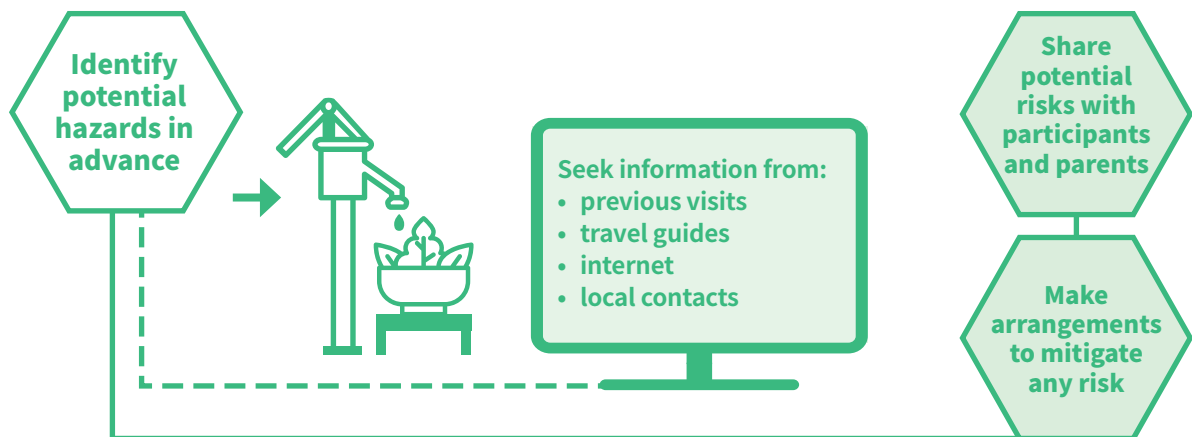 Identify
potential
hazards in
advance
Seek information from:
• previous visits
• travel guides
• internet
• local contacts
Share
potential
risks with
participants
and parents
Make
arrangements
to mitigate
any risk